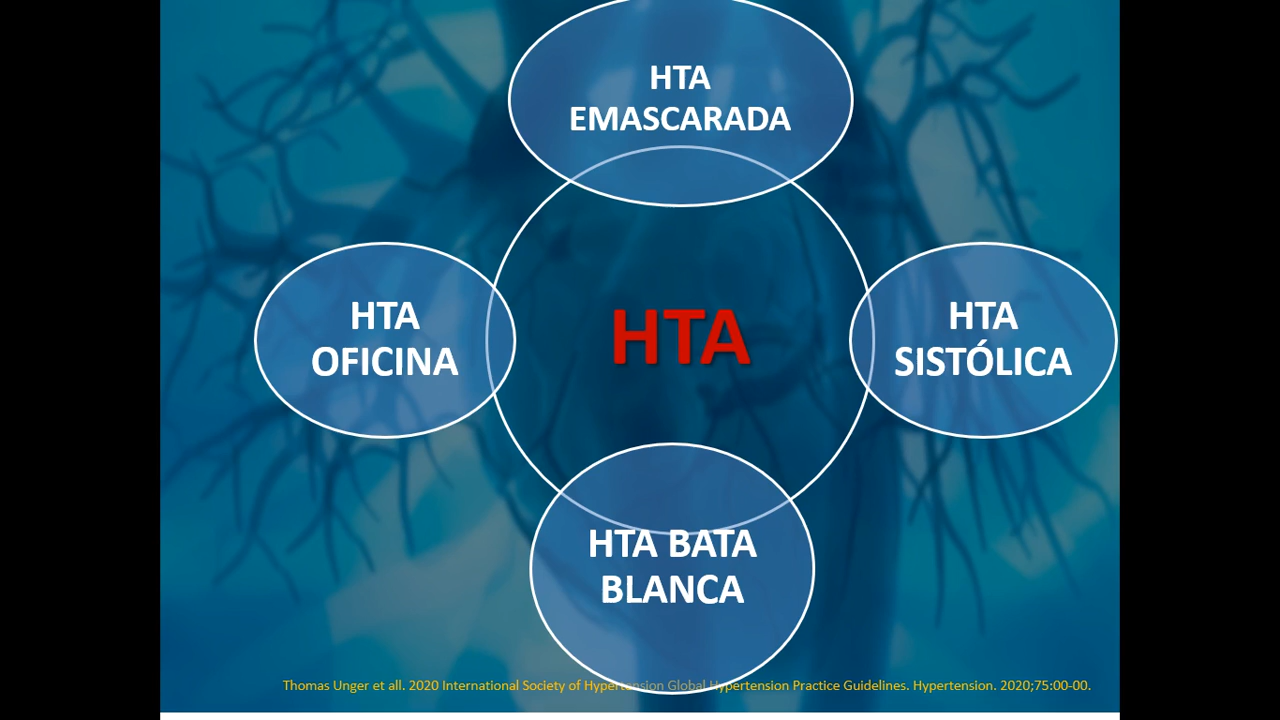 HTA
EMASCARADA
HTA
OFICINA
HTA
HTA
SISTÓLICA
HTA BATA
BLANCA
Thomas Unger et all. 2020 International Society of Hypertension Global Hypertension Practice Guidelines. Hypertension. 2020;75:00-00.